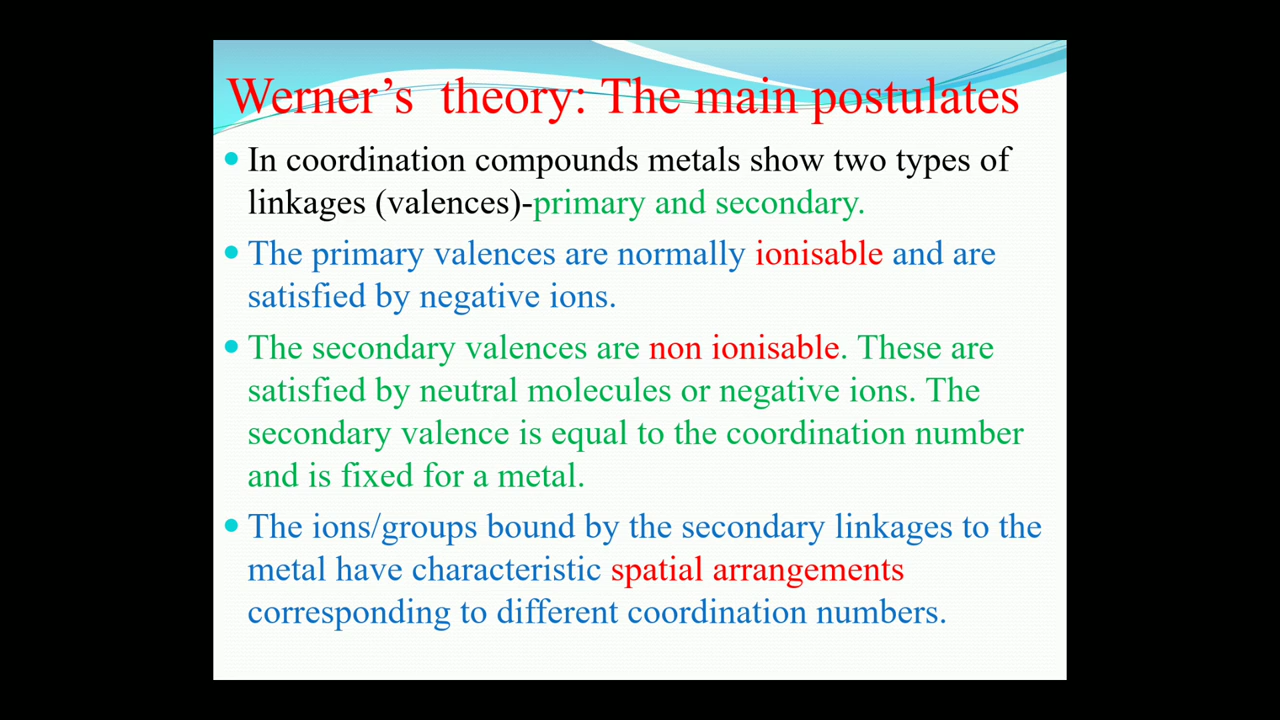 Werner’s theory: The main postulates
• In coordination compounds metals show two types of
linkages (valences)-primary and secondary.
• The primary valences are normally ionisable and are
satisfied by negative ions.
• The secondary valences are non ionisable. These are
satisfied by neutral molecules or negative ions. The
secondary valence is equal to the coordination number
and is fixed for a metal.
• The ions/groups bound by the secondary linkages to the
metal have characteristic spatial arrangements
corresponding to different coordination numbers.